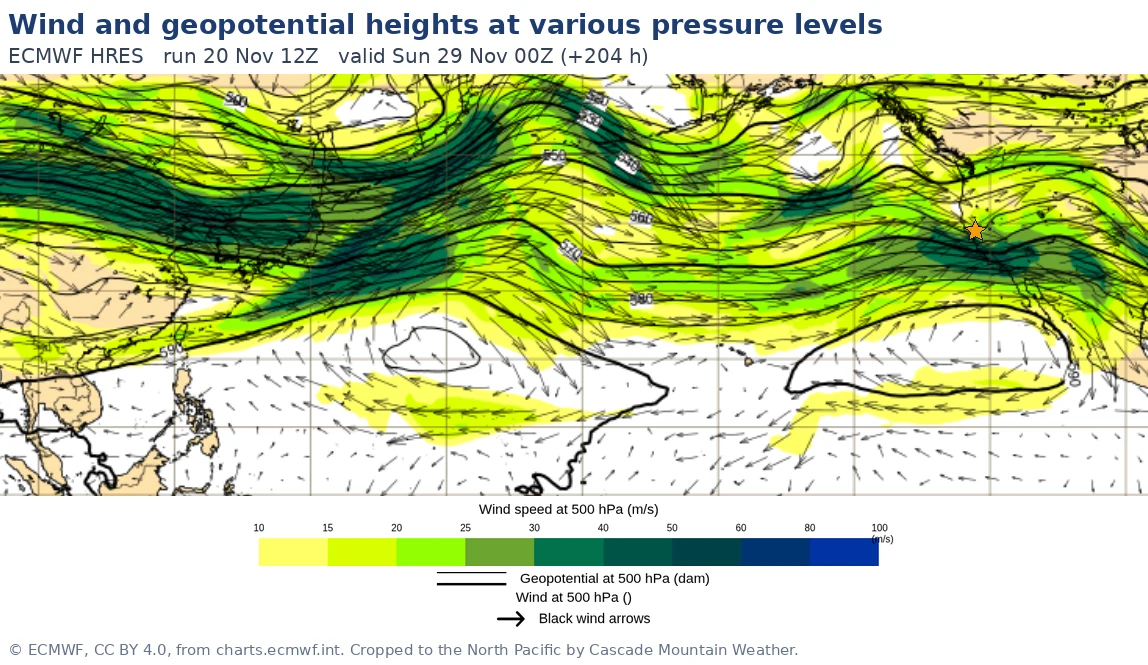 Wind and geopotential heights at various pressure levels
ECMWF HRES   run 20 Nov 12Z   valid Sun 29 Nov 00Z (+204 h)
550
560
570
580
590
590
Wind speed at 500 hPa (m/s)
10 15 20 25 30 40 50 60 80 100
(m/s)
Geopotential at 500 hPa (dam)
Wind at 500 hPa ()
Black wind arrows
© ECMWF, CC BY 4.0, from charts.ecmwf.int. Cropped to the North Pacific by Cascade Mountain Weather.